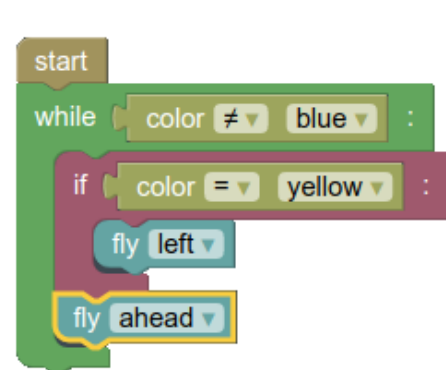 start
while color ≠ ▾ blue ▾ :
if color = ▾ yellow ▾ :
fly left ▾
fly ahead ▾